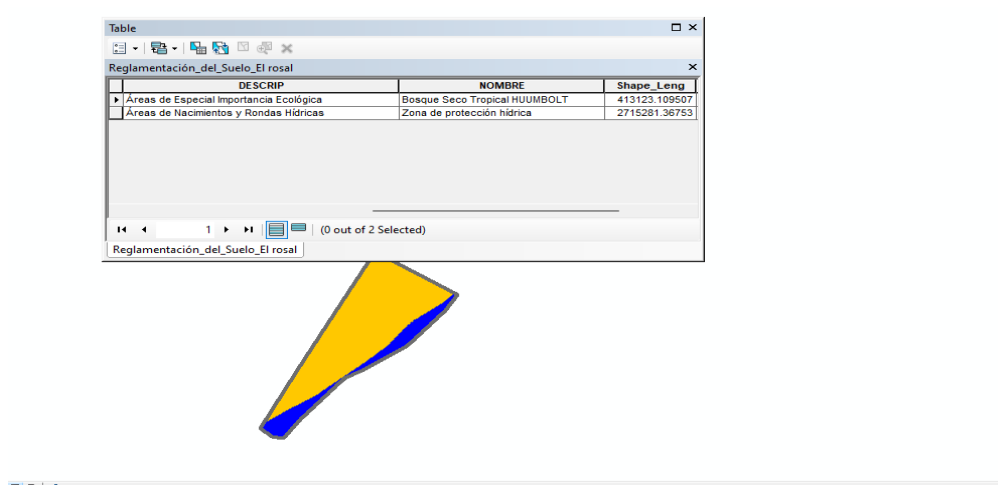 Table
Reglamentación_del_Suelo_El rosal
DESCRIP NOMBRE Shape_Leng
Áreas de Especial Importancia Ecológica Bosque Seco Tropical HUUMBOLT 413123.109507
Áreas de Nacimientos y Rondas Hídricas Zona de protección hídrica 2715281.36753
1 (0 out of 2 Selected)
Reglamentación_del_Suelo_El rosal